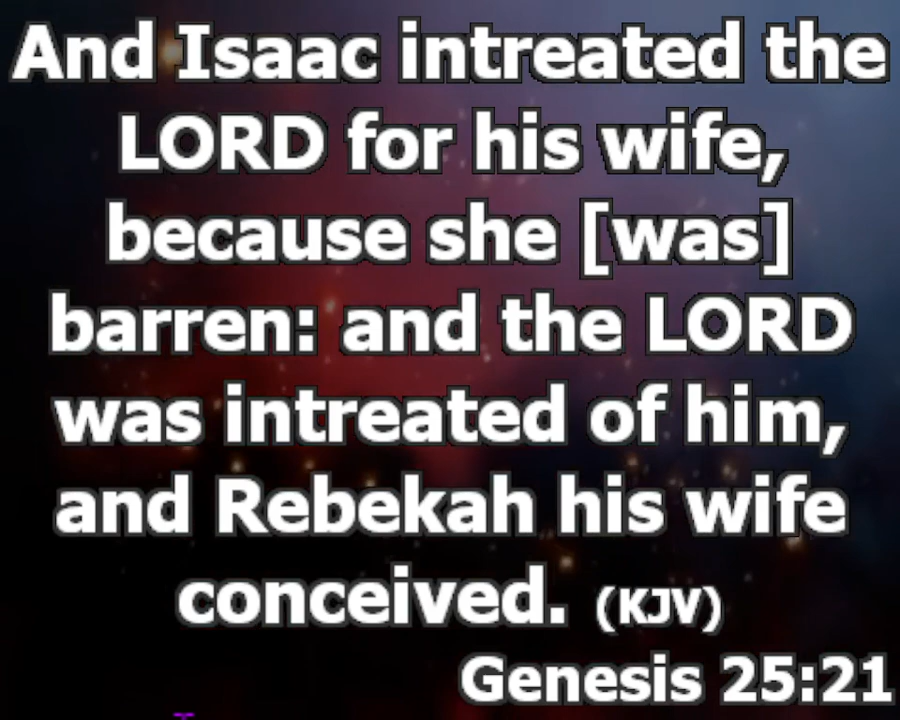 And Isaac intreated the
LORD for his wife,
because she [was]
barren: and the LORD
was intreated of him,
and Rebekah his wife
conceived. (KJV)
Genesis 25:21